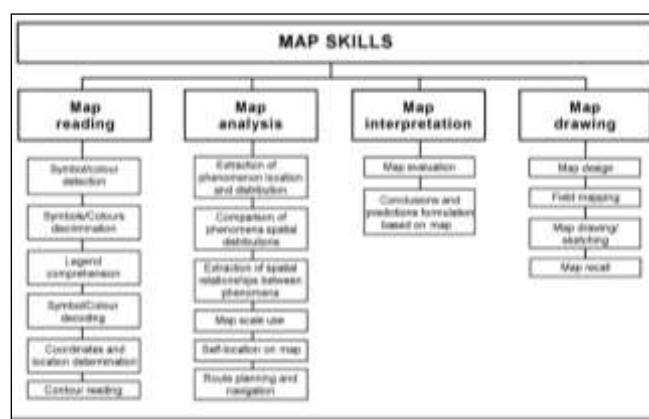 MAP SKILLS
Map
reading
Map
analysis
Map
interpretation
Map
drawing
Symbol/colour
detection
Symbols/Colours
discrimination
Legend
comprehension
Symbol/Colour
decoding
Coordinates and
location determination
Contour reading
Extraction of
phenomenon location
and distribution
Comparison of
phenomena spatial
distributions
Extraction of spatial
relationships between
phenomena
Map scale use
Self-location on map
Route planning and
navigation
Map evaluation
Conclusions and
predictions formulation
based on map
Map design
Field mapping
Map drawing/
sketching
Map recall